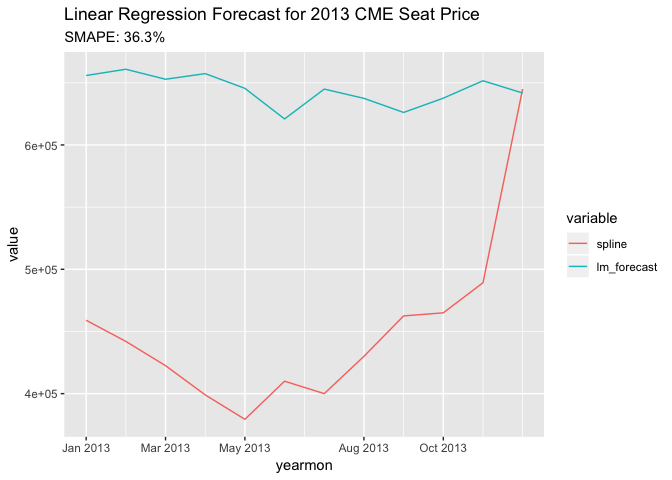 Linear Regression Forecast for 2013 CME Seat Price
SMAPE: 36.3%
value
6e+05
5e+05
4e+05
Jan 2013
Mar 2013
May 2013
Aug 2013
Oct 2013
yearmon
variable
spline
lm_forecast